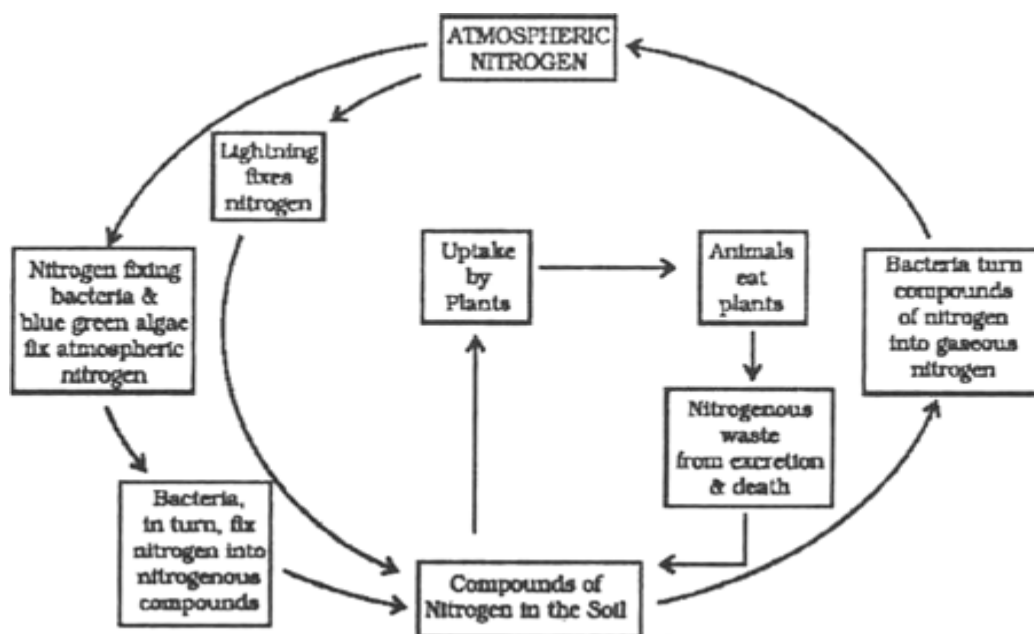 ATMOSPHERIC
NITROGEN
Lightning
fixes
nitrogen
Nitrogen fixing
bacteria &
blue green algae
fix atmospheric
nitrogen
Uptake
by
Plants
Animals
eat
plants
Bacteria turn
compounds
of nitrogen
into gaseous
nitrogen
Nitrogenous
waste
from excretion
& death
Bacteria,
in turn, fix
nitrogen into
nitrogenous
compounds
Compounds of
Nitrogen in the Soil